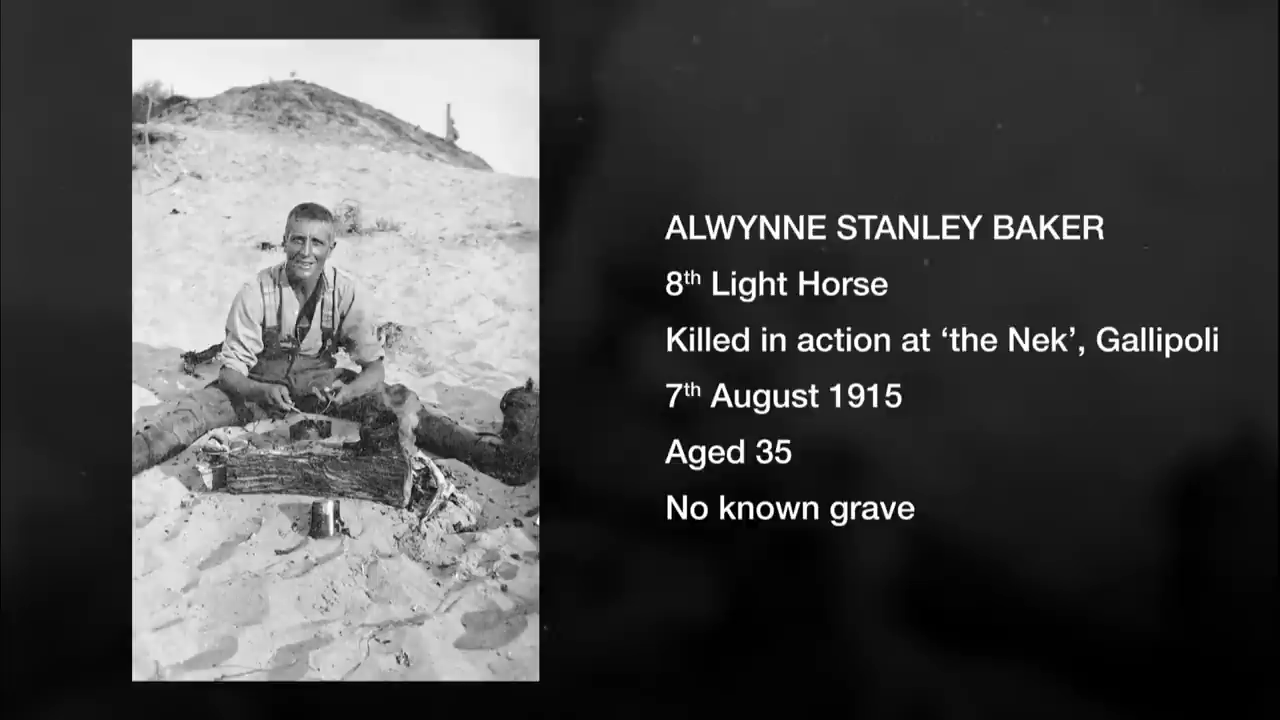 ALWYNNE STANLEY BAKER
8th Light Horse
Killed in action at ‘the Nek’, Gallipoli
7th August 1915
Aged 35
No known grave